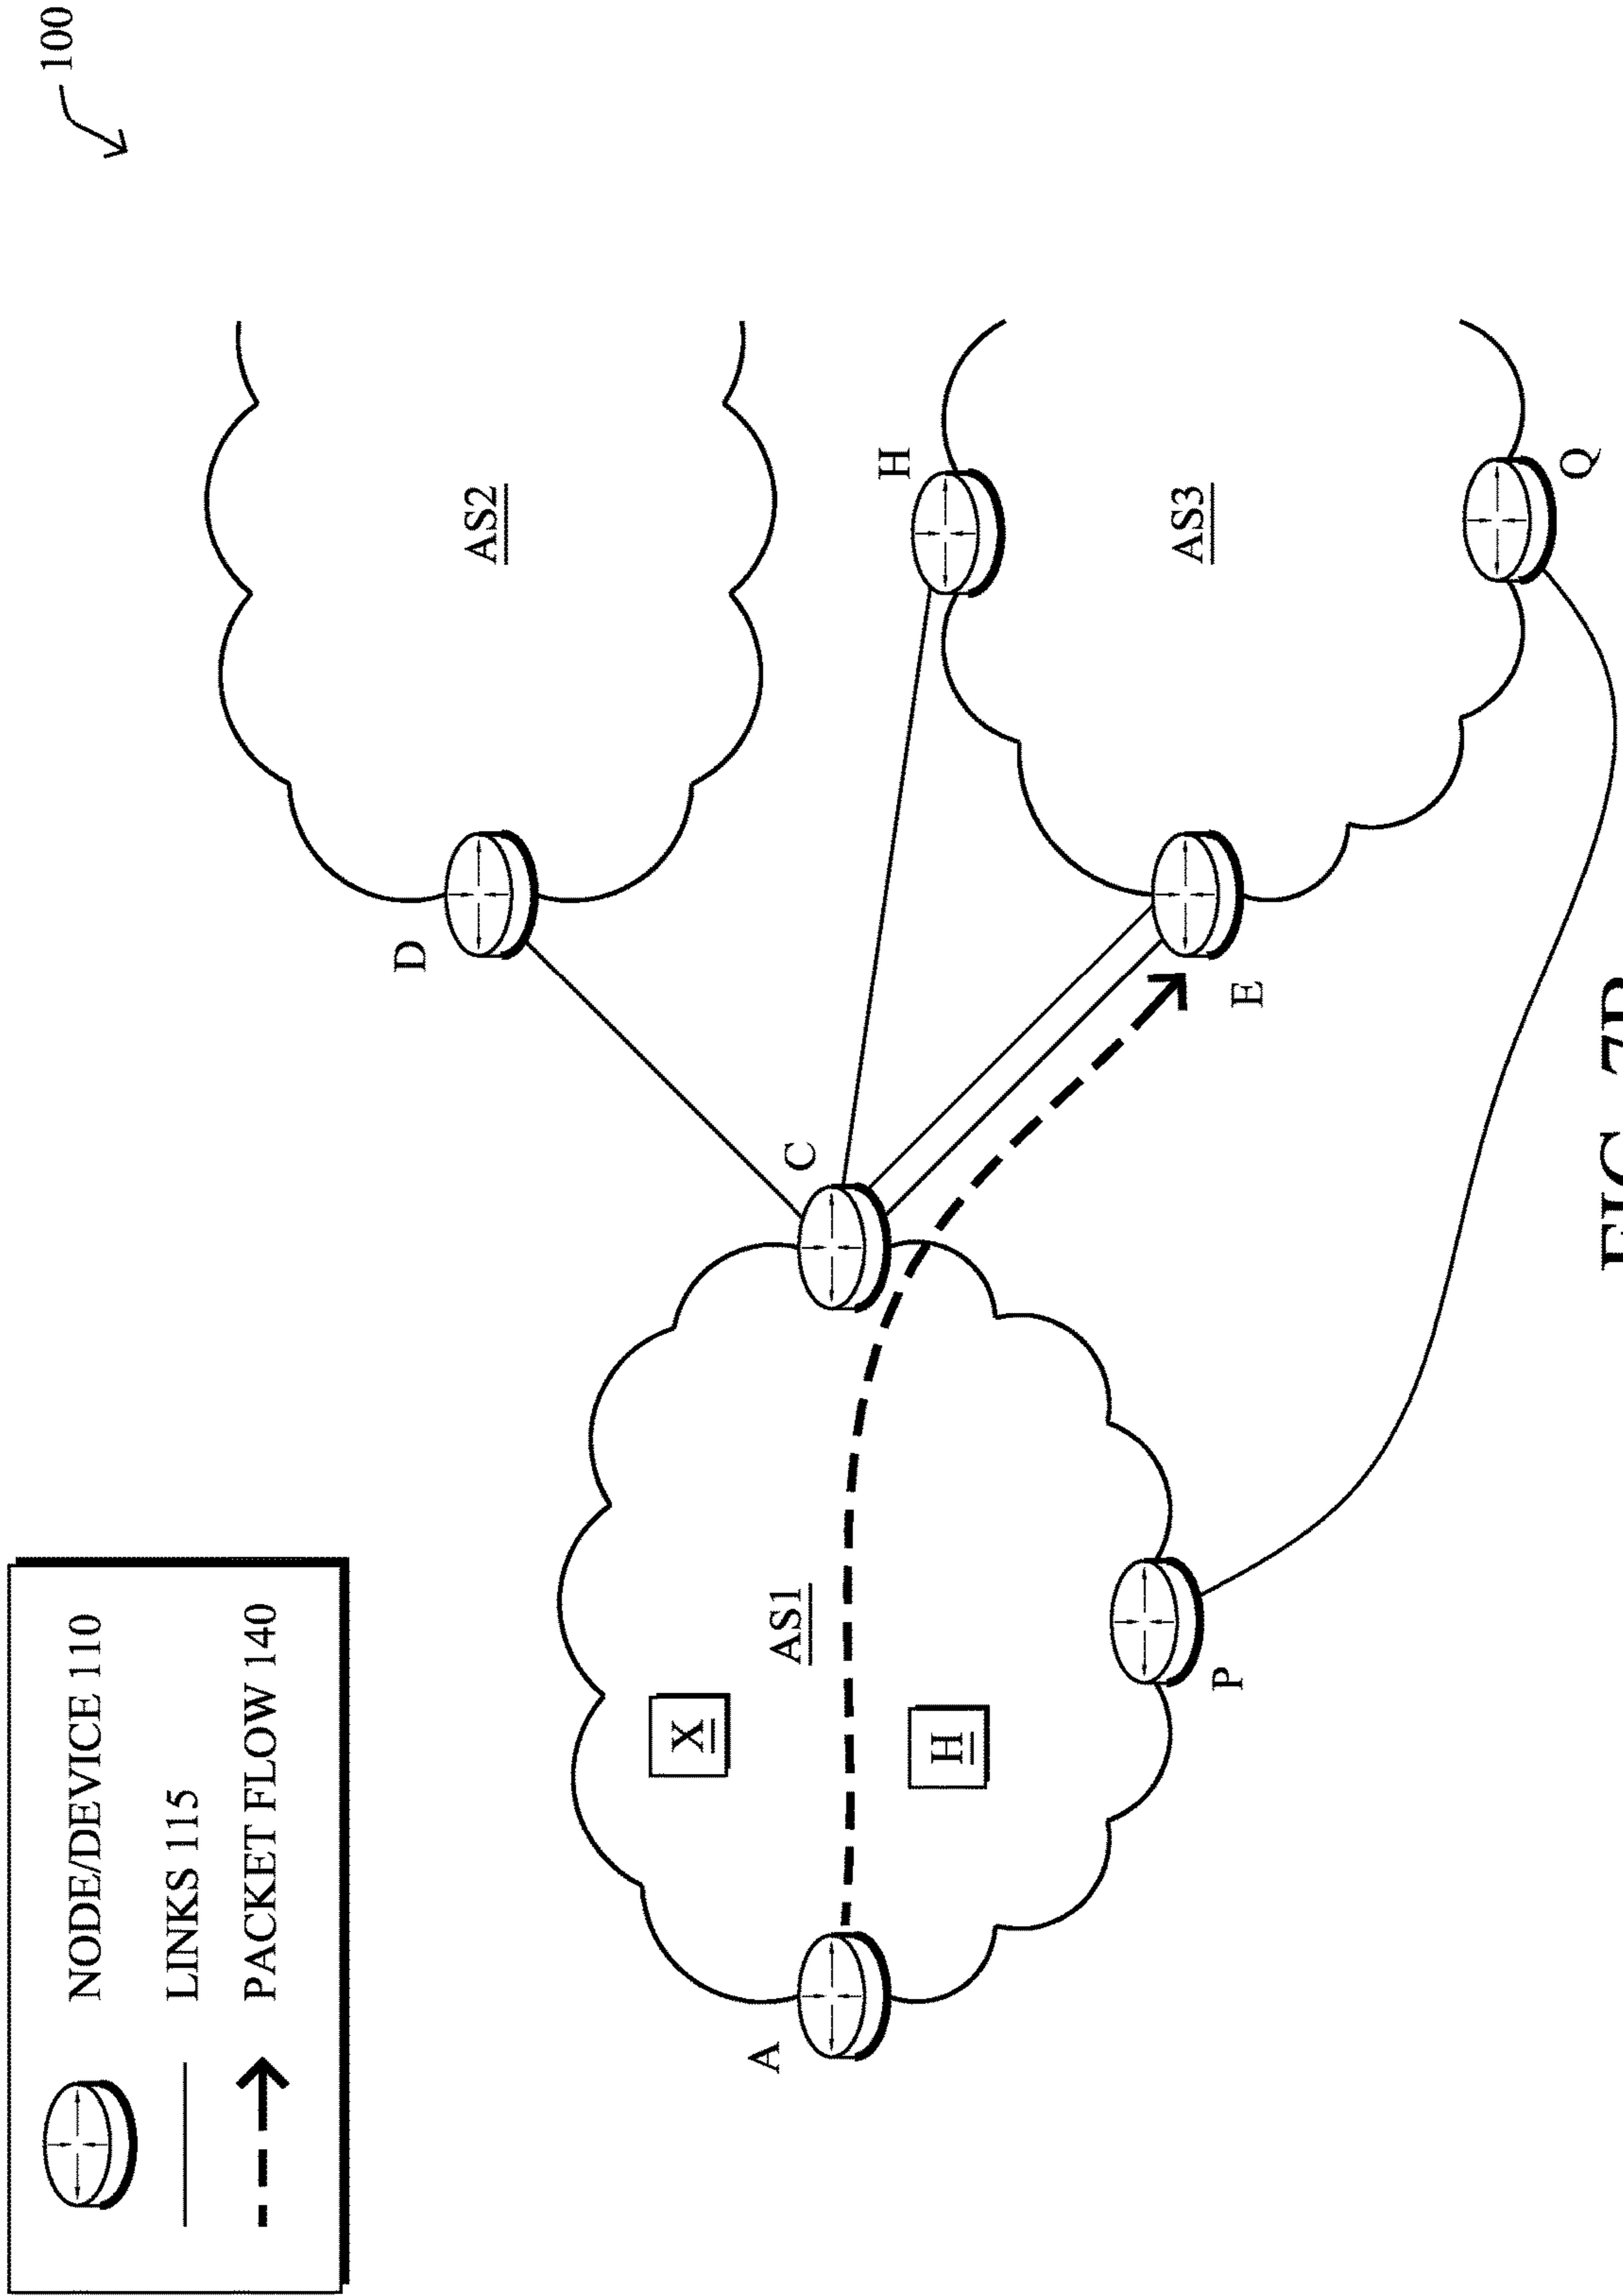 100
NODE/DEVICE 110
LINKS 115
PACKET FLOW 140
AS2
D
H
C
A
X
AS1
H
AS3
E
P
Q